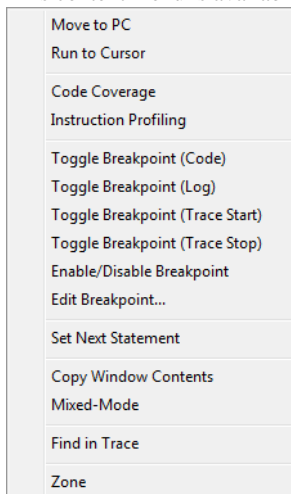 Move to PC
Run to Cursor
Code Coverage
Instruction Profiling
Toggle Breakpoint (Code)
Toggle Breakpoint (Log)
Toggle Breakpoint (Trace Start)
Toggle Breakpoint (Trace Stop)
Enable/Disable Breakpoint
Edit Breakpoint...
Set Next Statement
Copy Window Contents
Mixed-Mode
Find in Trace
Zone